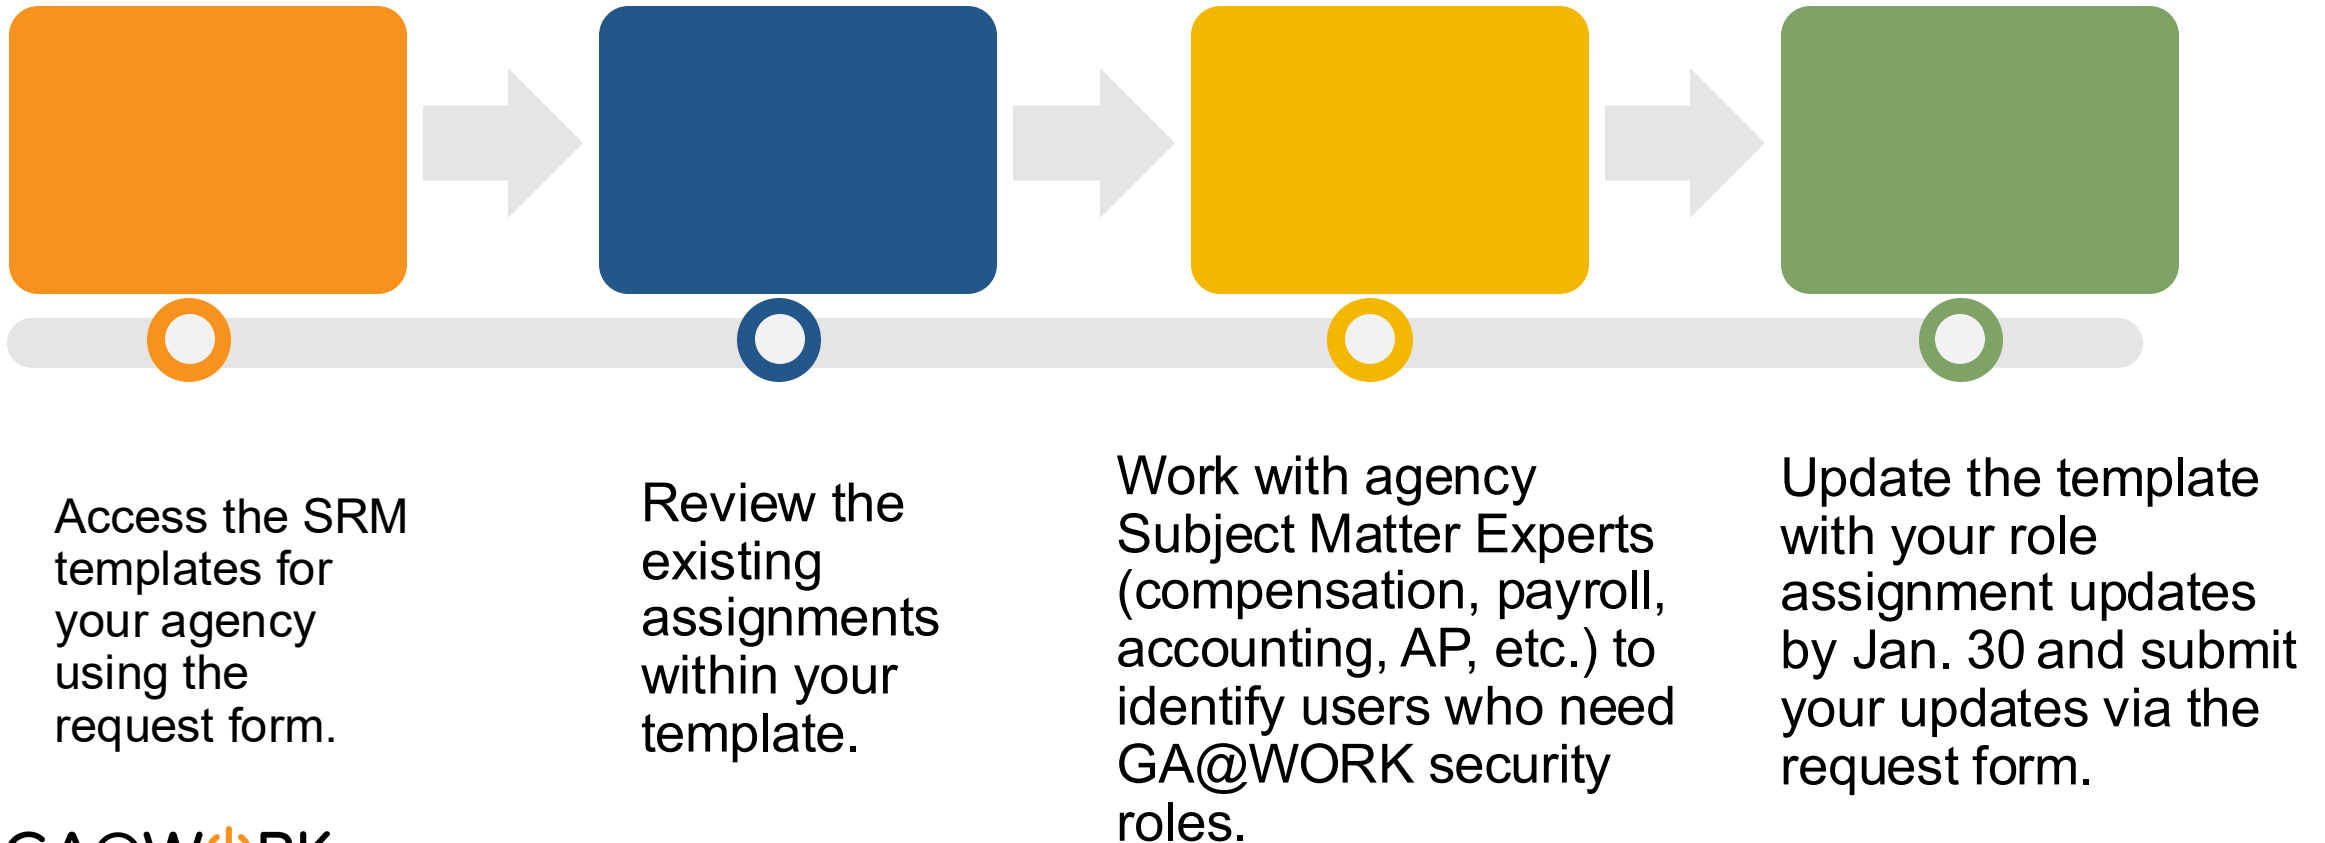 Access the SRM
templates for
your agency
using the
request form.
Review the
existing
assignments
within your
template.
Work with agency
Subject Matter Experts
(compensation, payroll,
accounting, AP, etc.) to
identify users who need
GA@WORK security
roles.
Update the template
with your role
assignment updates
by Jan. 30 and submit
your updates via the
request form.
GA@WORK